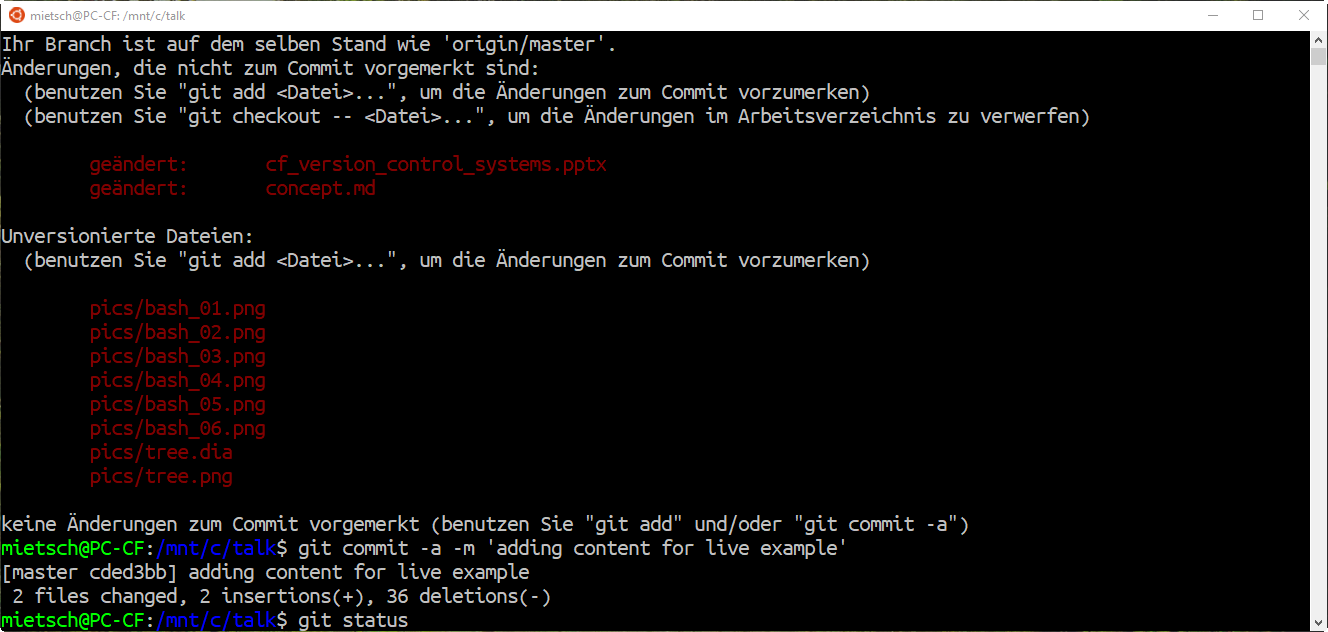 mietsch@PC-CF: /mnt/c/talk
Ihr Branch ist auf dem selben Stand wie 'origin/master'.
Änderungen, die nicht zum Commit vorgemerkt sind:
(benutzen Sie "git add <Datei>...", um die Änderungen zum Commit vorzumerken)
(benutzen Sie "git checkout -- <Datei>...", um die Änderungen im Arbeitsverzeichnis zu verwerfen)
geändert: cf_version_control_systems.pptx
geändert: concept.md
Unversionierte Dateien:
(benutzen Sie "git add <Datei>...", um die Änderungen zum Commit vorzumerken)
pics/bash_01.png
pics/bash_02.png
pics/bash_03.png
pics/bash_04.png
pics/bash_05.png
pics/bash_06.png
pics/tree.dia
pics/tree.png
keine Änderungen zum Commit vorgemerkt (benutzen Sie "git add" und/oder "git commit -a")
mietsch@PC-CF:/mnt/c/talk$ git commit -a -m 'adding content for live example'
[master cded3bb] adding content for live example
2 files changed, 2 insertions(+), 36 deletions(-)
mietsch@PC-CF:/mnt/c/talk$ git status